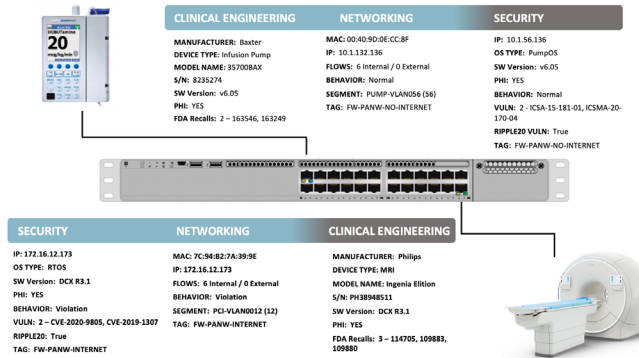 CLINICAL ENGINEERING
MANUFACTURER: Baxter
DEVICE TYPE: Infusion Pump
MODEL NAME: 35700BAX
S/N: 8235274
SW Version: v6.05
PHI: YES
FDA Recalls: 2 – 163546, 163249
NETWORKING
MAC: 00:40:9D:0E:CC:8F
IP: 10.1.132.136
FLOWS: 6 Internal / 0 External
BEHAVIOR: Normal
SEGMENT: PUMP-VLAN056 (56)
TAG: FW-PANW-NO-INTERNET
SECURITY
IP: 10.1.56.136
OS TYPE: PumpOS
SW Version: v6.05
PHI: YES
BEHAVIOR: Normal
VULN: 2 - ICSA-15-181-01, ICSMA-20-
170-04
RIPPLE20 VULN: True
TAG: FW-PANW-NO-INTERNET
DOBUTamine
20
mcg/kg/min
SECURITY
IP: 172.16.12.173
OS TYPE: RTOS
SW Version: DCX R3.1
PHI: YES
BEHAVIOR: Violation
VULN: 2 – CVE-2020-9805, CVE-2019-1307
RIPPLE20: True
TAG: FW-PANW-INTERNET
NETWORKING
MAC: 7C:94:B2:7A:39:9E
IP: 172.16.12.173
FLOWS: 6 Internal / 0 External
BEHAVIOR: Violation
SEGMENT: PCI-VLAN0012 (12)
TAG: FW-PANW-INTERNET
CLINICAL ENGINEERING
MANUFACTURER: Philips
DEVICE TYPE: MRI
MODEL NAME: Ingenia Elition
S/N: PH38948511
SW Version: DCX R3.1
PHI: YES
FDA Recalls: 3 – 114705, 109883,
109880